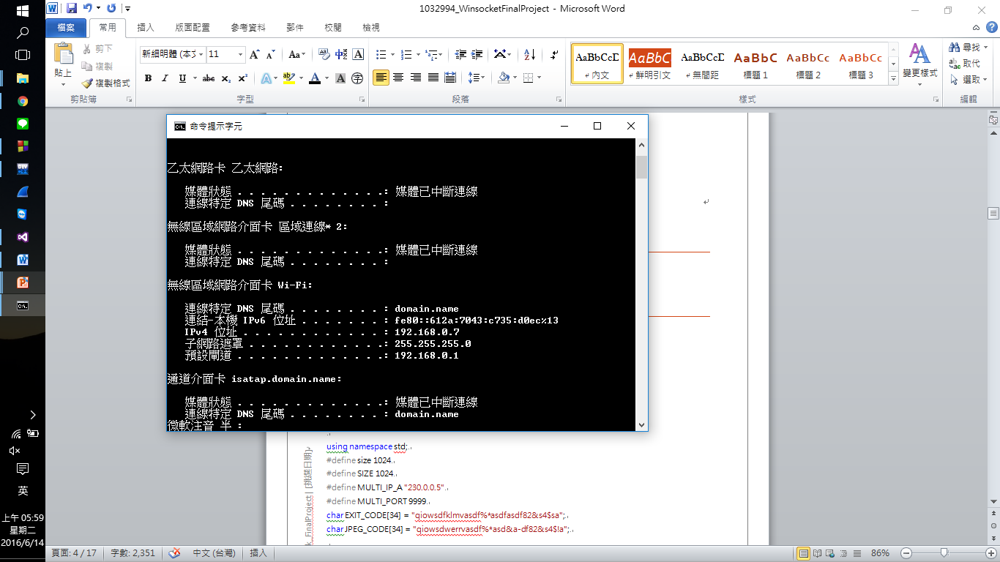 1032994_WinsocketFinalProject - Microsoft Word
檔案 常用 插入 版面配置 參考資料 郵件 校閱 檢視
貼上 剪下 複製 複製格式
新細明體 (本文 11
AaBbCcD AaBbCc AaBbCcD AaBbC AaBbCc AaBbCc
內文 鮮明引文 無間距 標題 1 標題 2 標題 3
變更樣式
尋找 取代 選取
剪貼簿 字型 段落 樣式 編輯
命令提示字元
乙太網路卡 乙太網路:
媒體狀態 . . . . . . . . . . . . .: 媒體已中斷連線
連線特定 DNS 尾碼 . . . . . . . . :
無線區域網路介面卡 區域連線* 2:
媒體狀態 . . . . . . . . . . . . .: 媒體已中斷連線
連線特定 DNS 尾碼 . . . . . . . . :
無線區域網路介面卡 Wi-Fi:
連線特定 DNS 尾碼 . . . . . . . . : domain.name
連結-本機 IPv6 位址 . . . . . . . : fe80::612a:7043:c735:d0ec%13
IPv4 位址 . . . . . . . . . . . . : 192.168.0.7
子網路遮罩 . . . . . . . . . . . .: 255.255.255.0
預設閘道 . . . . . . . . . . . . .: 192.168.0.1
通道介面卡 isatap.domain.name:
媒體狀態 . . . . . . . . . . . . .: 媒體已中斷連線
連線特定 DNS 尾碼 . . . . . . . . : domain.name
微軟注音 半 :
using namespace std;
#define size 1024
#define SIZE 1024
#define MULTI_IP_A "230.0.0.5"
#define MULTI_PORT 9999
char EXIT_CODE[34] = "qiowsdfklmvasdf%*asdfasdf82&s4$sa";
char JPEG_CODE[34] = "qiowsdwerrvasdf%*asd&a-df82&s4$la";
k_FinalProject | [挑選日期]
英
上午 05:59
星期二
2016/6/14
頁面: 4 / 17 字數: 2,351 中文 (台灣) 插入 86%